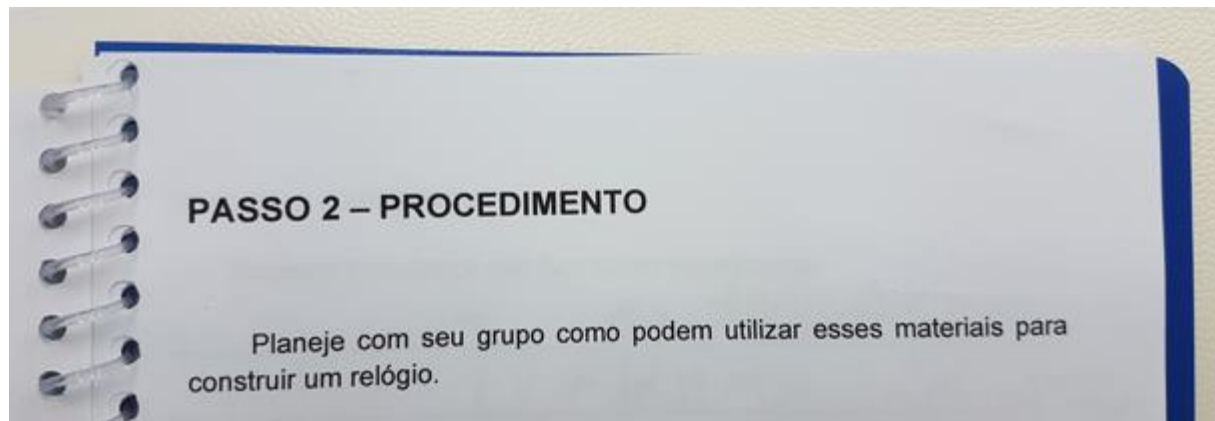 PASSO 2 – PROCEDIMENTO
Planeje com seu grupo como podem utilizar esses materiais para
construir um relógio.